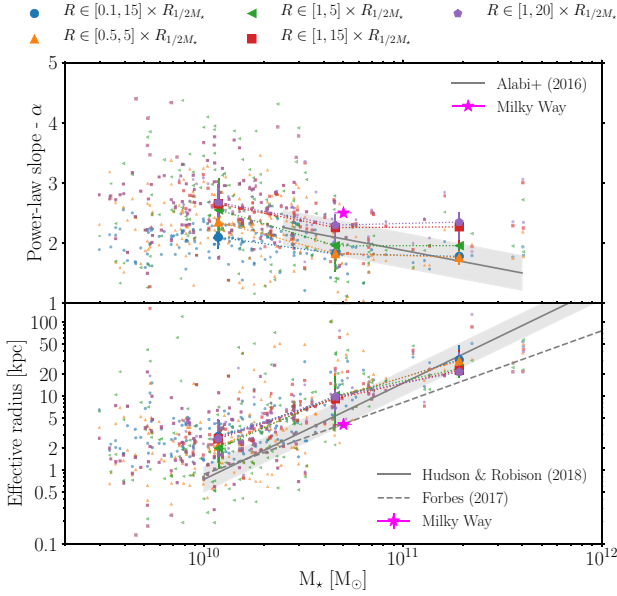 R ∈ [0.1, 15] × R₁/₂M⋆ R ∈ [1, 5] × R₁/₂M⋆ R ∈ [1, 20] × R₁/₂M⋆
R ∈ [0.5, 5] × R₁/₂M⋆ R ∈ [1, 15] × R₁/₂M⋆
5
4
3
2
1
Power-law slope - α
Alabi+ (2016)
Milky Way
100
50
20
10
5
2
1
0.5
0.1
Effective radius [kpc]
Hudson & Robison (2018)
Forbes (2017)
Milky Way
10¹⁰ 10¹¹ 10¹²
M⋆ [M⊙]